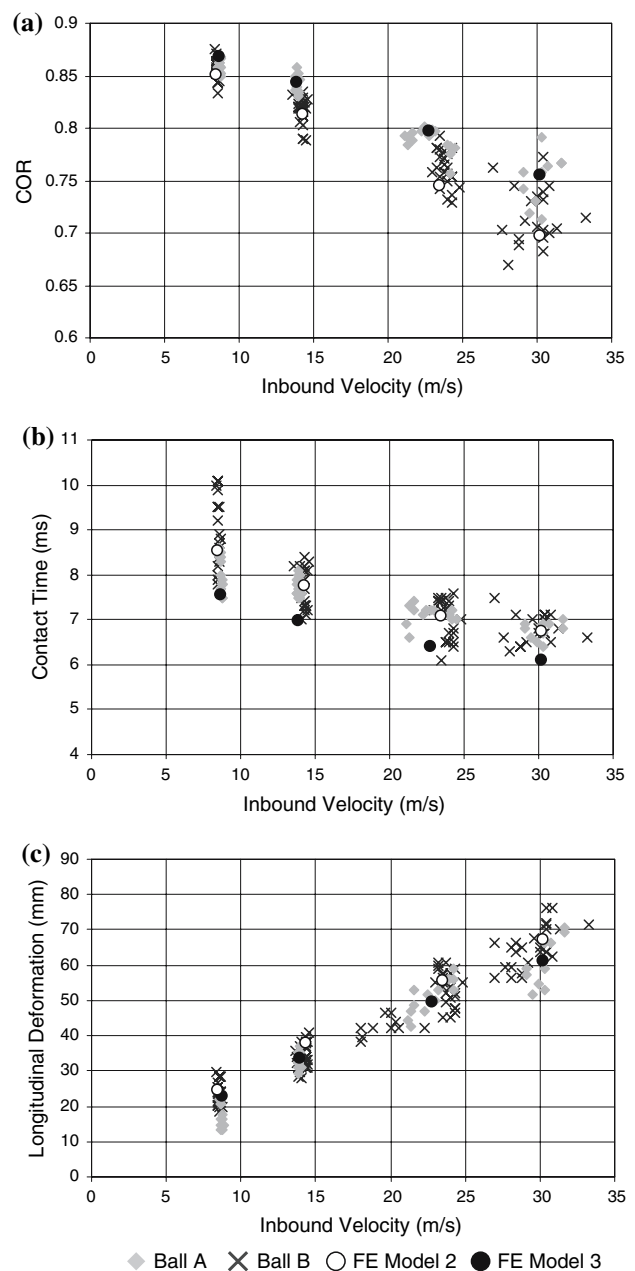 (a)
0.9
0.85
0.8
0.75
0.7
0.65
0.6
COR
0 5 10 15 20 25 30 35
Inbound Velocity (m/s)
(b)
11
10
9
8
7
6
5
4
Contact Time (ms)
0 5 10 15 20 25 30 35
Inbound Velocity (m/s)
(c)
90
80
70
60
50
40
30
20
10
0
Longitudinal Deformation (mm)
0 5 10 15 20 25 30 35
Inbound Velocity (m/s)
Ball A Ball B FE Model 2 FE Model 3